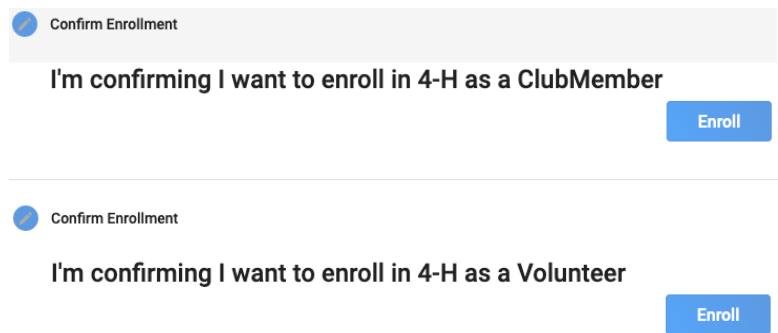 Confirm Enrollment
I'm confirming I want to enroll in 4-H as a ClubMember
Enroll
Confirm Enrollment
I'm confirming I want to enroll in 4-H as a Volunteer
Enroll